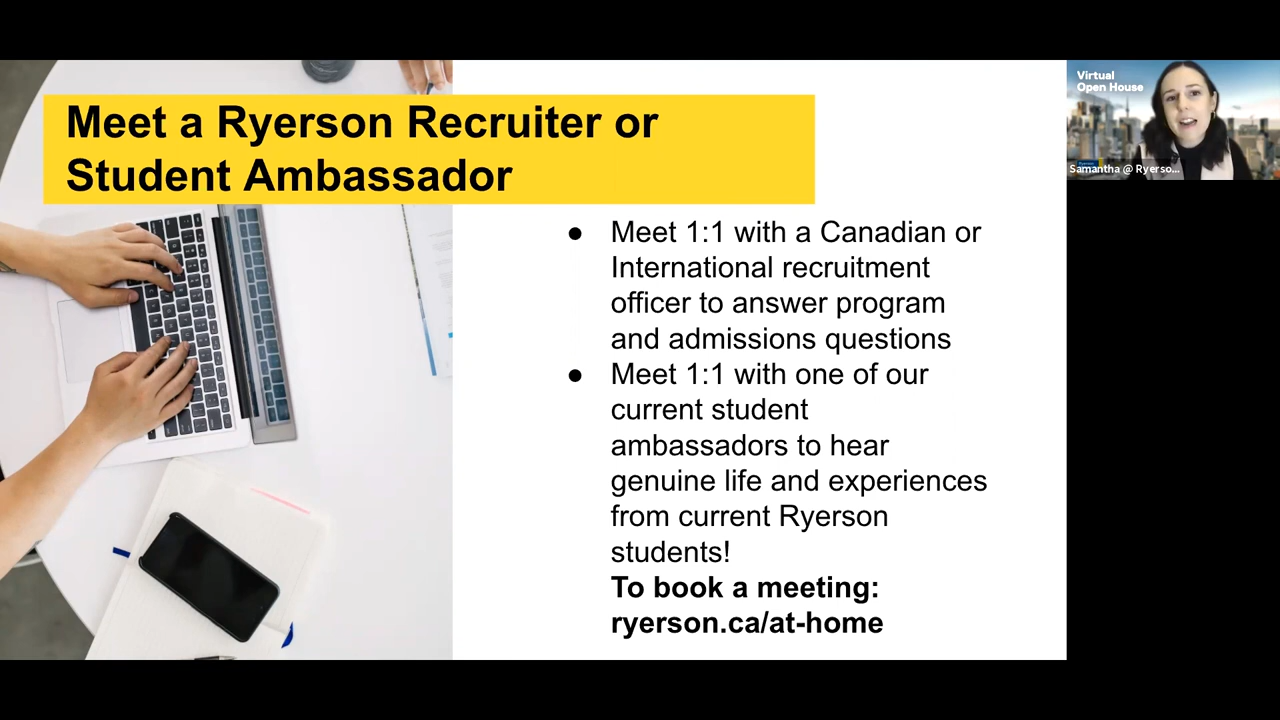 Meet a Ryerson Recruiter or
Student Ambassador
● Meet 1:1 with a Canadian or
International recruitment
officer to answer program
and admissions questions
● Meet 1:1 with one of our
current student
ambassadors to hear
genuine life and experiences
from current Ryerson
students!
To book a meeting:
ryerson.ca/at-home
Virtual
Open House
Samantha @ Ryerso...